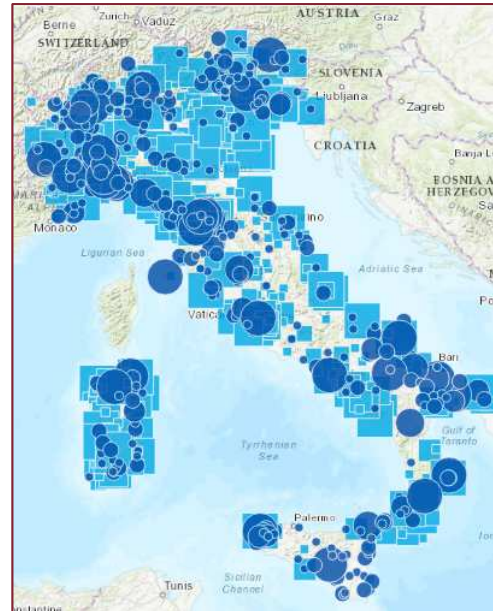 AUSTRIA
Zurich
Vaduz
Graz
Berne
SWITZERLAND
SLOVENIA
Ljubljana
Zagreb
CROATIA
Banja L
BOSNIA A
HERZEGOV
Monaco
Ligurian Sea
Adriatic Sea
Vatica
Bari
Gulf of
Taranto
Tyrrhenian
Sea
Palermo
Sicilian
Channel
Tunis